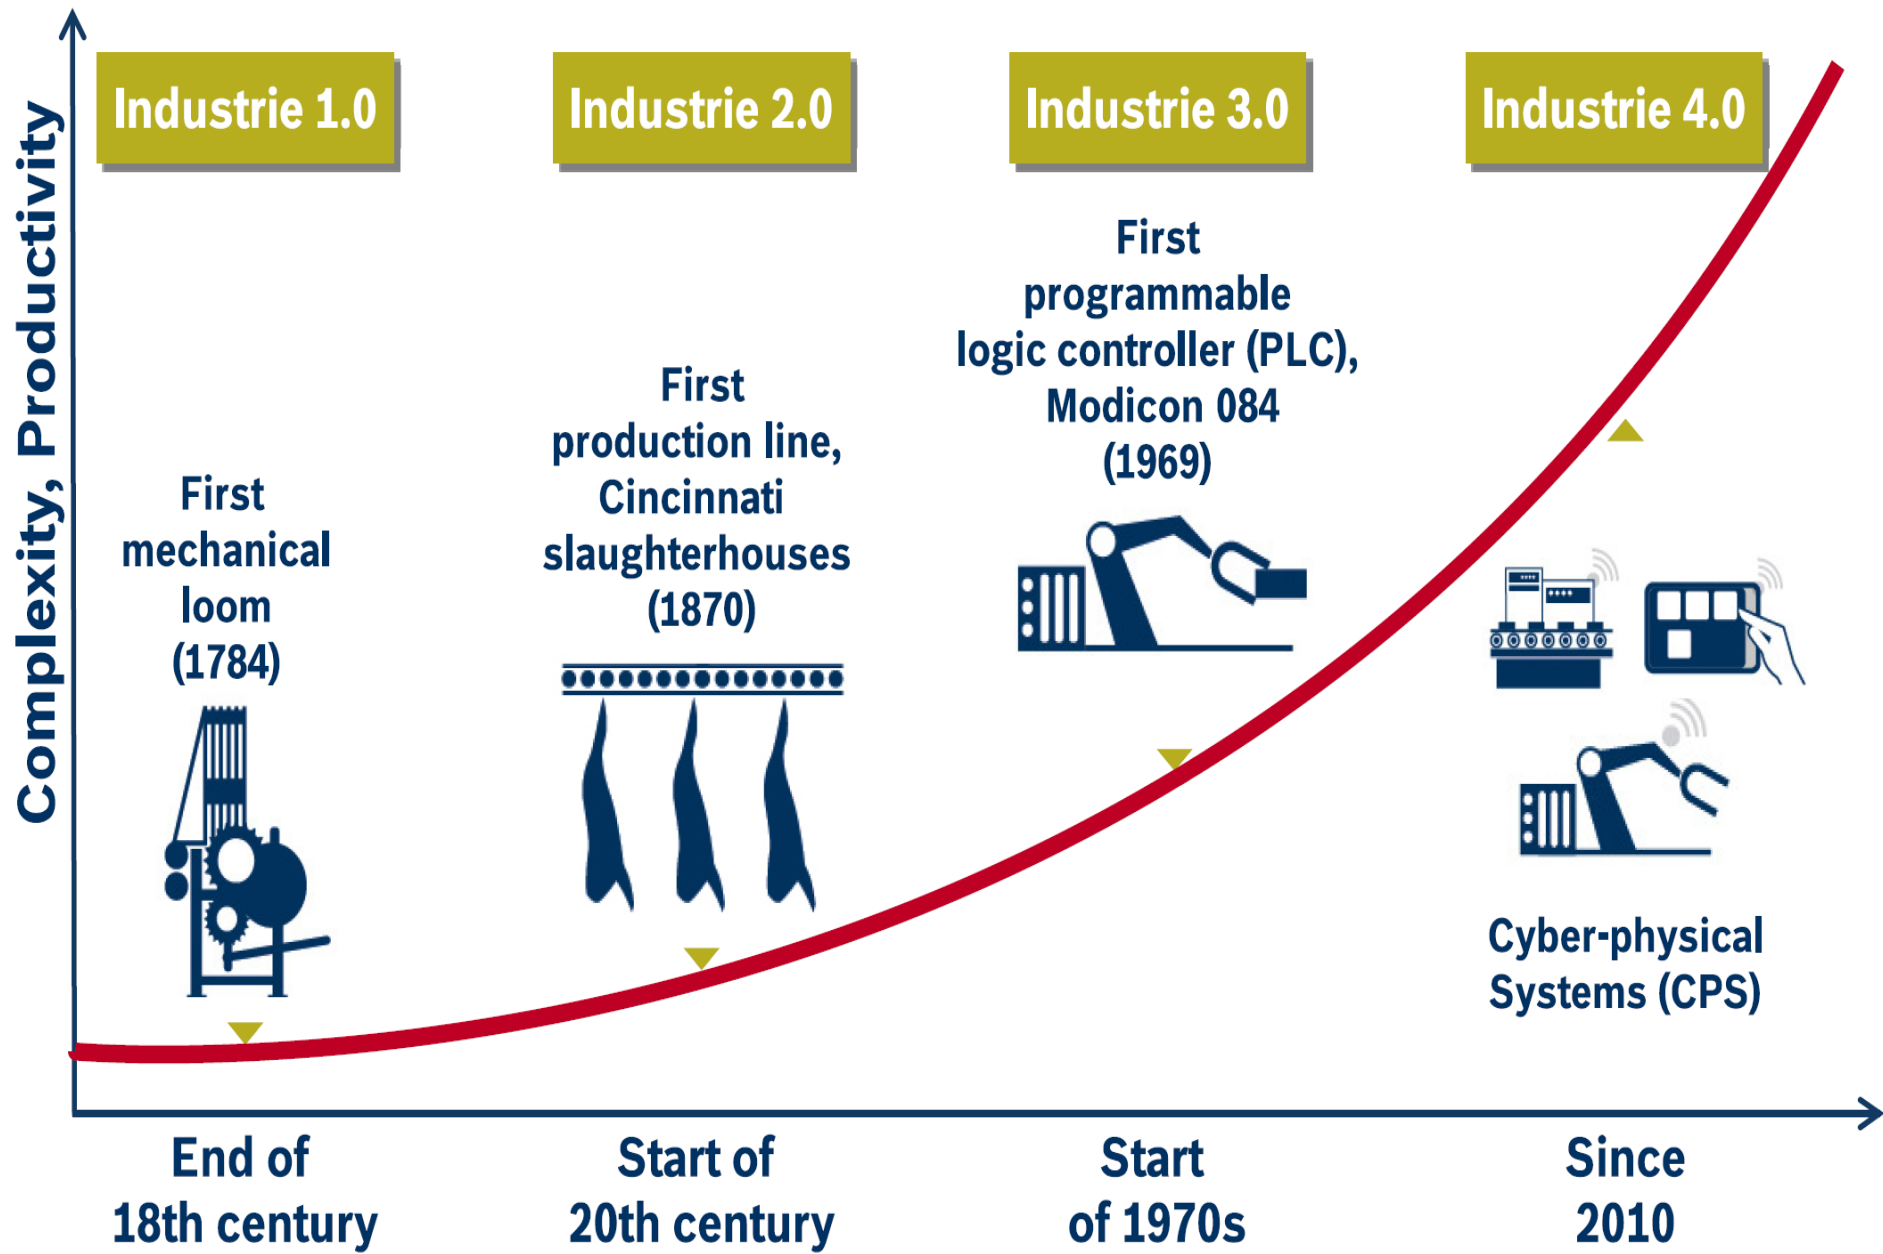 Complexity, Productivity
Industrie 1.0
Industrie 2.0
Industrie 3.0
Industrie 4.0
First
mechanical
loom
(1784)
First
production line,
Cincinnati
slaughterhouses
(1870)
First
programmable
logic controller (PLC),
Modicon 084
(1969)
Cyber-physical
Systems (CPS)
End of
18th century
Start of
20th century
Start
of 1970s
Since
2010